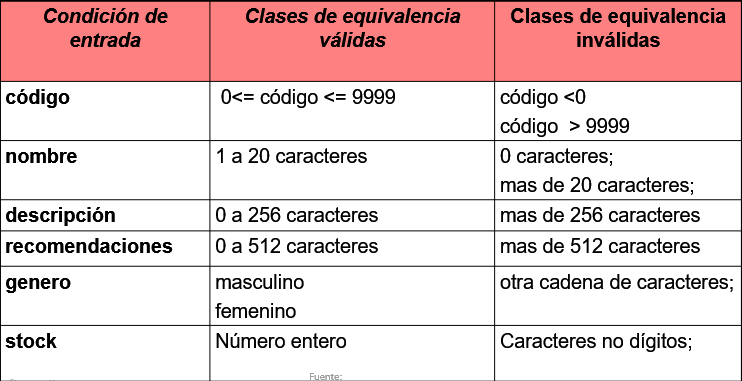 Condición de entrada
Clases de equivalencia válidas
Clases de equivalencia inválidas
código
0<= código <= 9999
código <0
código > 9999
nombre
1 a 20 caracteres
0 caracteres;
mas de 20 caracteres;
descripción
0 a 256 caracteres
mas de 256 caracteres
recomendaciones
0 a 512 caracteres
mas de 512 caracteres
genero
masculino
femenino
otra cadena de caracteres;
stock
Número entero
Caracteres no dígitos;
Fuente: